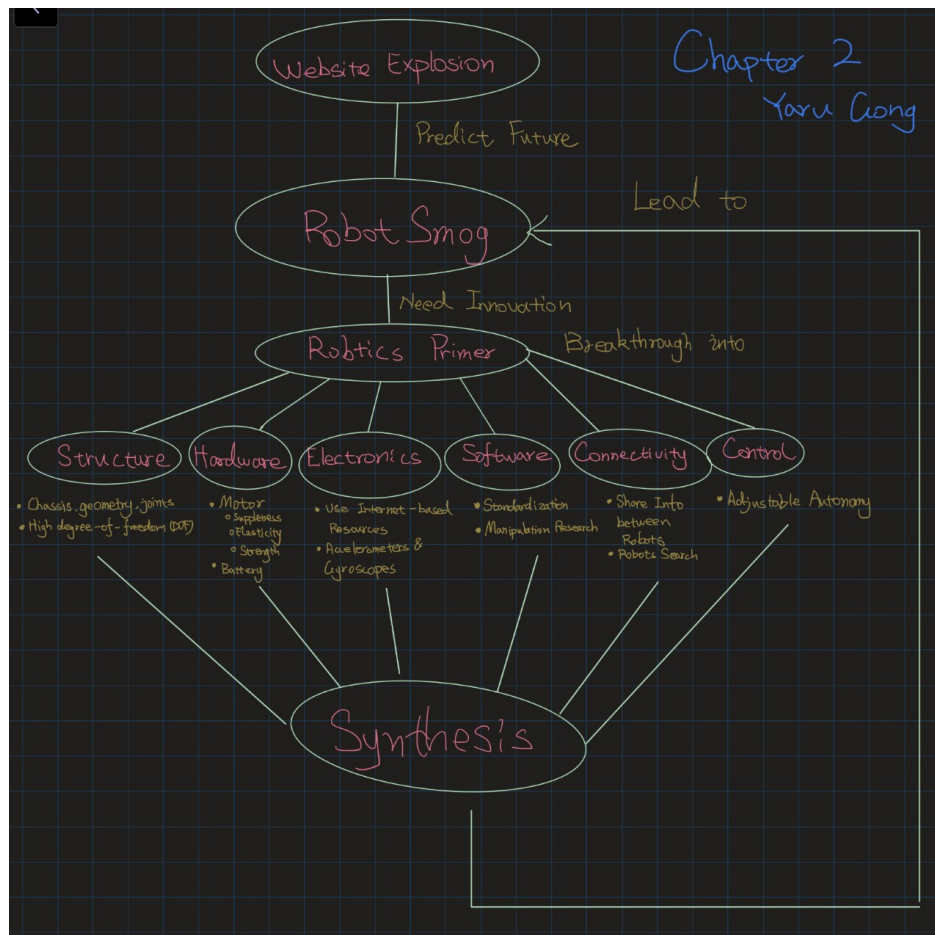 Chapter 2
Yaru Gong
Website Explosion
Predict Future
Robot Smog
Lead to
Need Innovation
Robtics Primer
Breakthrough into
Structure
Hardware
Electronics
Software
Connectivity
Control
• Chassis, geometry, joints
• High degree-of-freedom (DOF)
• Motor
o Suppleness
o Elasticity
o Strength
• Battery
• Use Internet-based
Resources
• Accelerometers &
Gyroscopes
• Standardization
• Manipulation Research
• Share Info
between
Robots
• Robots Search
• Adjustable Autonomy
Synthesis